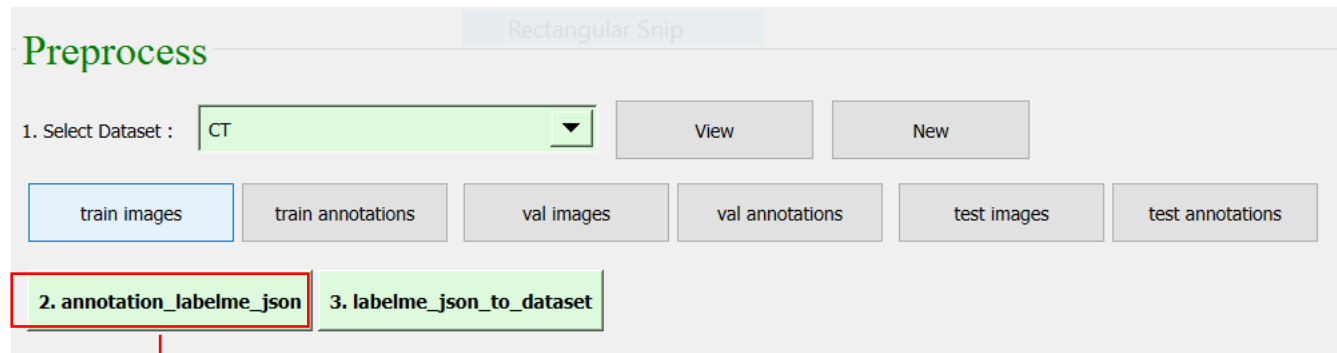 Rectangular Snip
Preprocess
1. Select Dataset : CT View New
train images train annotations val images val annotations test images test annotations
2. annotation_labelme_json 3. labelme_json_to_dataset